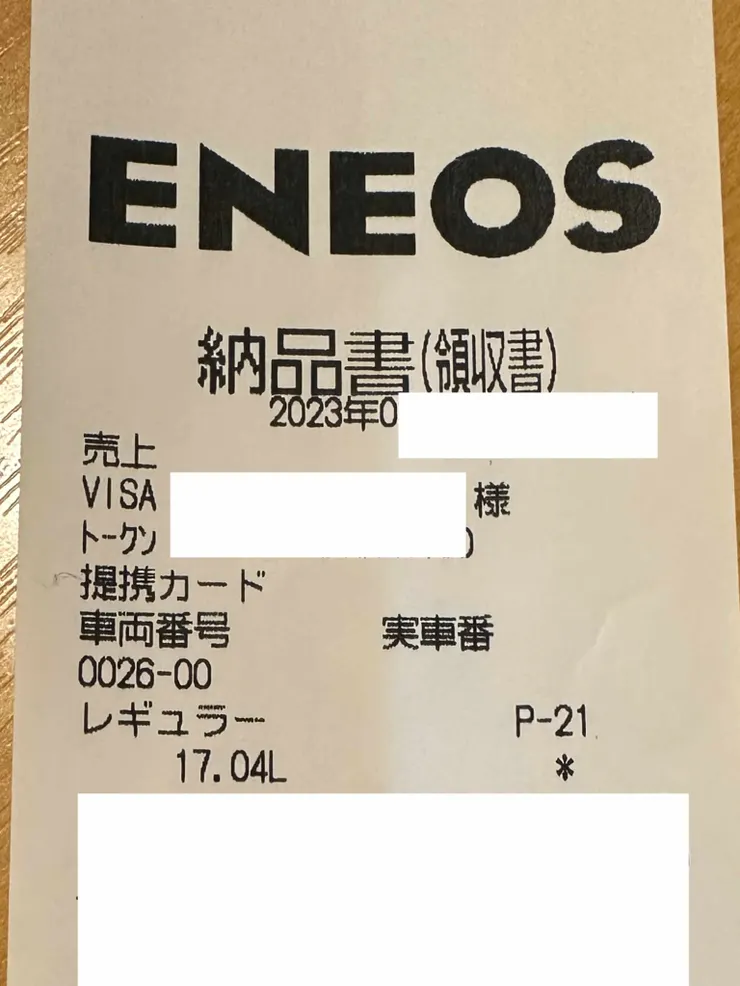 ENEOS
納品書(領収書)
2023年0
売上
VISA 様
トークン )
提携カード
車両番号 実車番
0026-00
レギュラー P-21
17.04L *